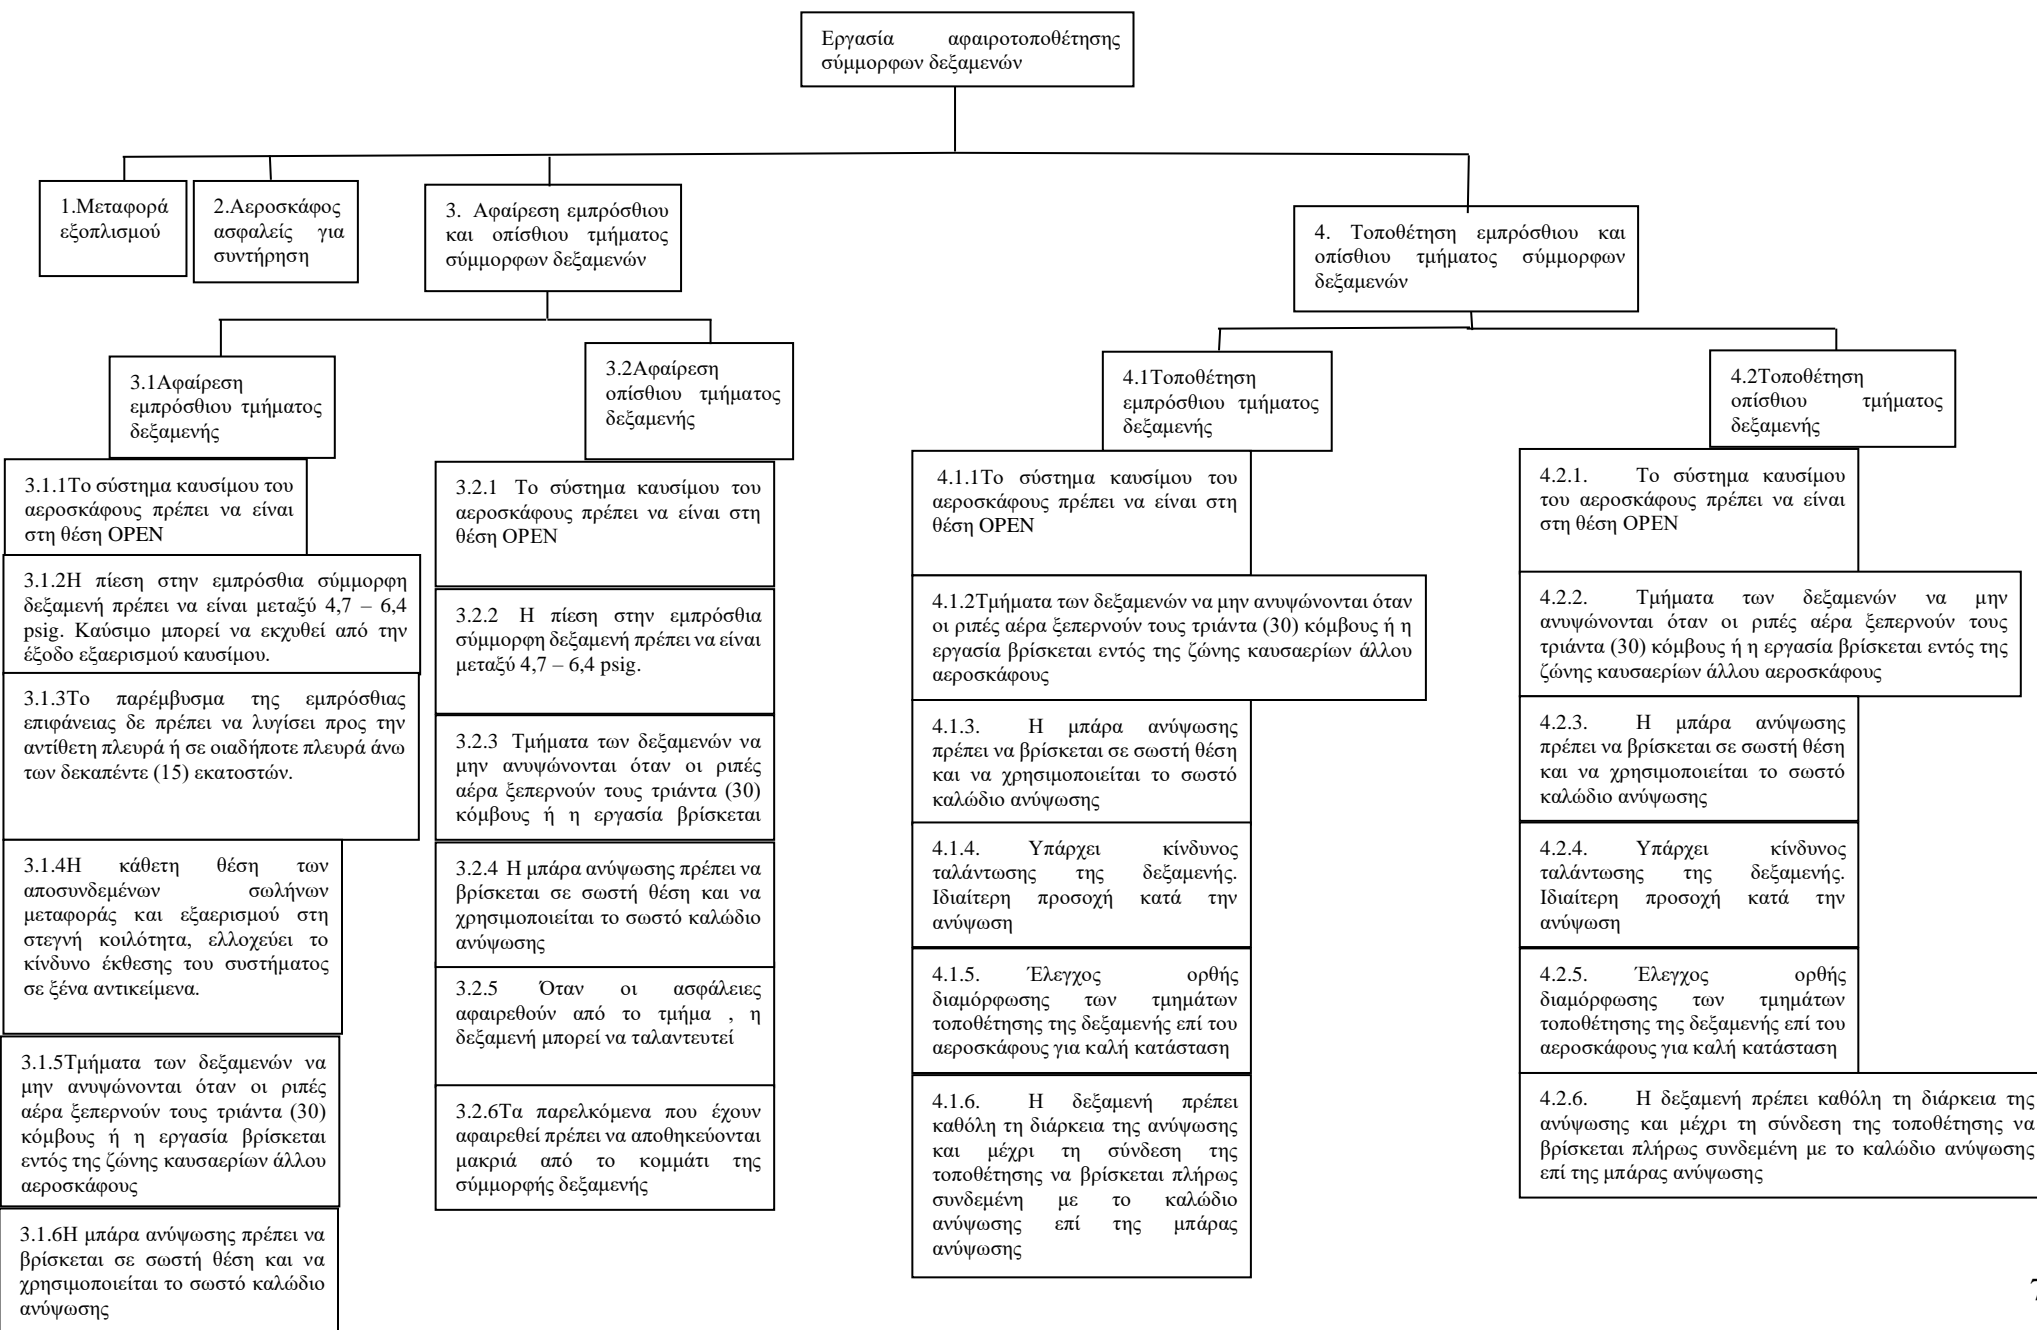 Εργασία αφαιροτοποθέτησης
σύμμορφων δεξαμενών
1.Μεταφορά
εξοπλισμού
2.Αεροσκάφος
ασφαλείς για
συντήρηση
3. Αφαίρεση εμπρόσθιου
και οπίσθιου τμήματος
σύμμορφων δεξαμενών
4. Τοποθέτηση εμπρόσθιου και
οπίσθιου τμήματος σύμμορφων
δεξαμενών
3.1Αφαίρεση
εμπρόσθιου τμήματος
δεξαμενής
3.1.1Το σύστημα καυσίμου του
αεροσκάφους πρέπει να είναι
στη θέση OPEN
3.1.2Η πίεση στην εμπρόσθια σύμμορφη
δεξαμενή πρέπει να είναι μεταξύ 4,7 – 6,4
psig. Καύσιμο μπορεί να εκχυθεί από την
έξοδο εξαερισμού καυσίμου.
3.1.3Το παρέμβυσμα της εμπρόσθιας
επιφάνειας δε πρέπει να λυγίσει προς την
αντίθετη πλευρά ή σε οιαδήποτε πλευρά άνω
των δεκαπέντε (15) εκατοστών.
3.1.4Η κάθετη θέση των
αποσυνδεμένων σωλήνων
μεταφοράς και εξαερισμού στη
στεγνή κοιλότητα, ελλοχεύει το
κίνδυνο έκθεσης του συστήματος
σε ξένα αντικείμενα.
3.1.5Τμήματα των δεξαμενών να
μην ανυψώνονται όταν οι ριπές
αέρα ξεπερνούν τους τριάντα (30)
κόμβους ή η εργασία βρίσκεται
εντός της ζώνης καυσαερίων άλλου
αεροσκάφους
3.1.6Η μπάρα ανύψωσης πρέπει να
βρίσκεται σε σωστή θέση και να
χρησιμοποιείται το σωστό καλώδιο
ανύψωσης
3.2Αφαίρεση
οπίσθιου τμήματος
δεξαμενής
3.2.1 Το σύστημα καυσίμου του
αεροσκάφους πρέπει να είναι στη
θέση OPEN
3.2.2 Η πίεση στην εμπρόσθια
σύμμορφη δεξαμενή πρέπει να είναι
μεταξύ 4,7 – 6,4 psig.
3.2.3 Τμήματα των δεξαμενών να
μην ανυψώνονται όταν οι ριπές
αέρα ξεπερνούν τους τριάντα (30)
κόμβους ή η εργασία βρίσκεται
3.2.4 Η μπάρα ανύψωσης πρέπει να
βρίσκεται σε σωστή θέση και να
χρησιμοποιείται το σωστό καλώδιο
ανύψωσης
3.2.5 Όταν οι ασφάλειες
αφαιρεθούν από το τμήμα , η
δεξαμενή μπορεί να ταλαντευτεί
3.2.6Τα παρελκόμενα που έχουν
αφαιρεθεί πρέπει να αποθηκεύονται
μακριά από το κομμάτι της
σύμμορφής δεξαμενής
4.1Τοποθέτηση
εμπρόσθιου τμήματος
δεξαμενής
4.1.1Το σύστημα καυσίμου του
αεροσκάφους πρέπει να είναι στη
θέση OPEN
4.1.2Τμήματα των δεξαμενών να μην ανυψώνονται όταν
οι ριπές αέρα ξεπερνούν τους τριάντα (30) κόμβους ή η
εργασία βρίσκεται εντός της ζώνης καυσαερίων άλλου
αεροσκάφους
4.1.3. Η μπάρα ανύψωσης
πρέπει να βρίσκεται σε σωστή θέση
και να χρησιμοποιείται το σωστό
καλώδιο ανύψωσης
4.1.4. Υπάρχει κίνδυνος
ταλάντωσης της δεξαμενής.
Ιδιαίτερη προσοχή κατά την
ανύψωση
4.1.5. Έλεγχος ορθής
διαμόρφωσης των τμημάτων
τοποθέτησης της δεξαμενής επί του
αεροσκάφους για καλή κατάσταση
4.1.6. Η δεξαμενή πρέπει
καθόλη τη διάρκεια της ανύψωσης
και μέχρι τη σύνδεση της
τοποθέτησης να βρίσκεται πλήρως
συνδεμένη με το καλώδιο
ανύψωσης επί της μπάρας
ανύψωσης
4.2Τοποθέτηση
οπίσθιου τμήματος
δεξαμενής
4.2.1. Το σύστημα καυσίμου
του αεροσκάφους πρέπει να είναι
στη θέση OPEN
4.2.2. Τμήματα των δεξαμενών να μην
ανυψώνονται όταν οι ριπές αέρα ξεπερνούν τους
τριάντα (30) κόμβους ή η εργασία βρίσκεται εντός της
ζώνης καυσαερίων άλλου αεροσκάφους
4.2.3. Η μπάρα ανύψωσης
πρέπει να βρίσκεται σε σωστή θέση
και να χρησιμοποιείται το σωστό
καλώδιο ανύψωσης
4.2.4. Υπάρχει κίνδυνος
ταλάντωσης της δεξαμενής.
Ιδιαίτερη προσοχή κατά την
ανύψωση
4.2.5. Έλεγχος ορθής
διαμόρφωσης των τμημάτων
τοποθέτησης της δεξαμενής επί του
αεροσκάφους για καλή κατάσταση
4.2.6. Η δεξαμενή πρέπει καθόλη τη διάρκεια της
ανύψωσης και μέχρι τη σύνδεση της τοποθέτησης να
βρίσκεται πλήρως συνδεμένη με το καλώδιο ανύψωσης
επί της μπάρας ανύψωσης